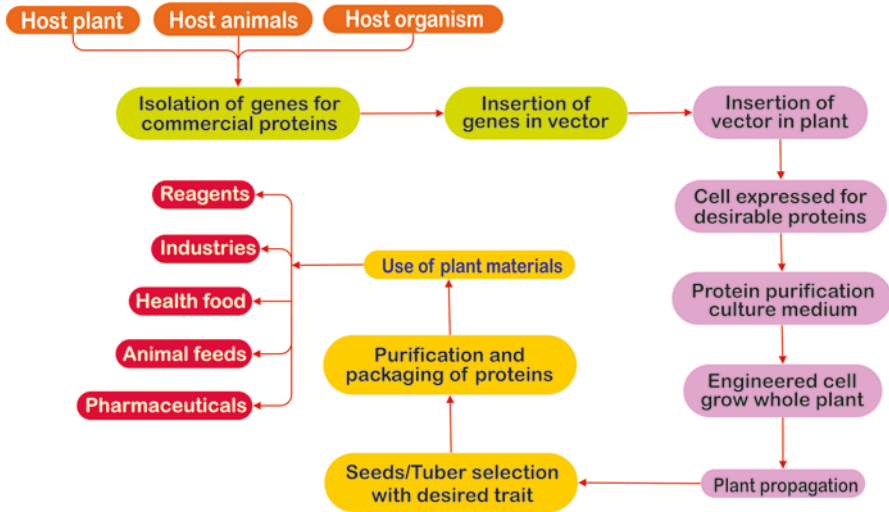 Host plant
Host animals
Host organism
Isolation of genes for
commercial proteins
Insertion of
genes in vector
Insertion of
vector in plant
Cell expressed for
desirable proteins
Protein purification
culture medium
Engineered cell
grow whole plant
Plant propagation
Seeds/Tuber selection
with desired trait
Purification and
packaging of proteins
Use of plant materials
Reagents
Industries
Health food
Animal feeds
Pharmaceuticals